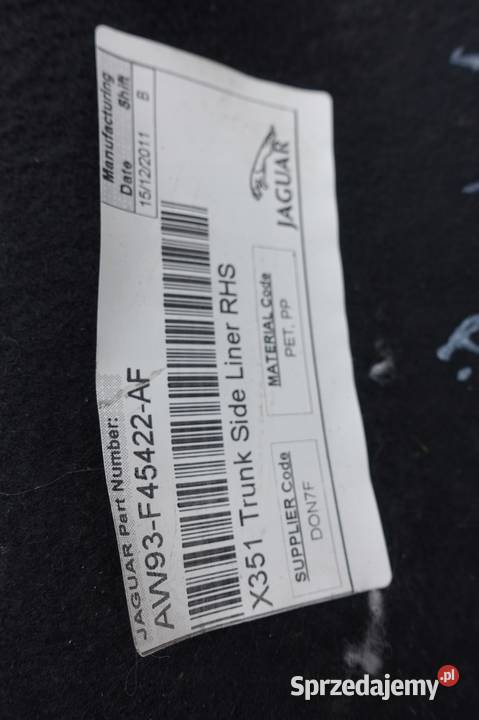 JAGUAR Part Number:
AW93-F45422-AF
Manufacturing
Date Shift
15/12/2011 B
X351 Trunk Side Liner RHS
SUPPLIER Code
DON7F
MATERIAL Code
PET, PP
JAGUAR
Sprzedajemy.pl